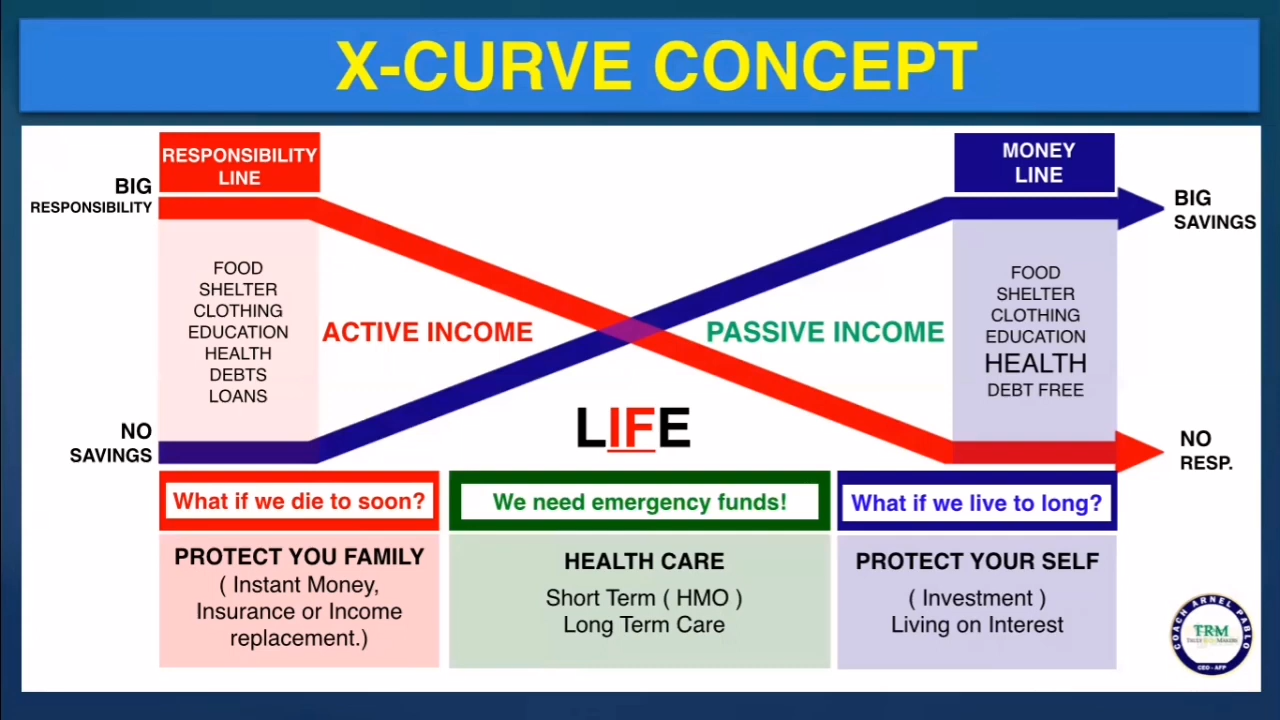 X-CURVE CONCEPT
RESPONSIBILITY
LINE
MONEY
LINE
BIG
RESPONSIBILITY
BIG
SAVINGS
FOOD
SHELTER
CLOTHING
EDUCATION
HEALTH
DEBTS
LOANS
ACTIVE INCOME
PASSIVE INCOME
FOOD
SHELTER
CLOTHING
EDUCATION
HEALTH
DEBT FREE
LIFE
NO
SAVINGS
NO
RESP.
What if we die to soon?
We need emergency funds!
What if we live to long?
PROTECT YOU FAMILY
( Instant Money,
Insurance or Income
replacement.)
HEALTH CARE
Short Term ( HMO )
Long Term Care
PROTECT YOUR SELF
( Investment )
Living on Interest
COACH ARNEL PABLO
TRM
CEO - AFP